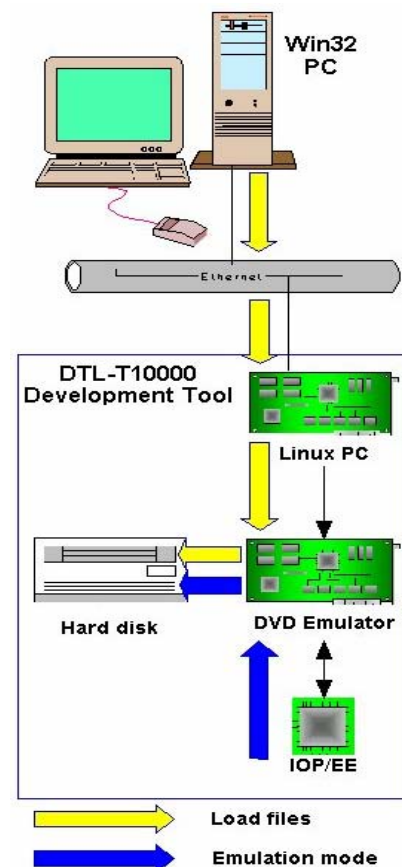 Win32
PC
Ethernet
DTL-T10000
Development Tool
Linux PC
Hard disk
DVD Emulator
IOP/EE
Load files
Emulation mode